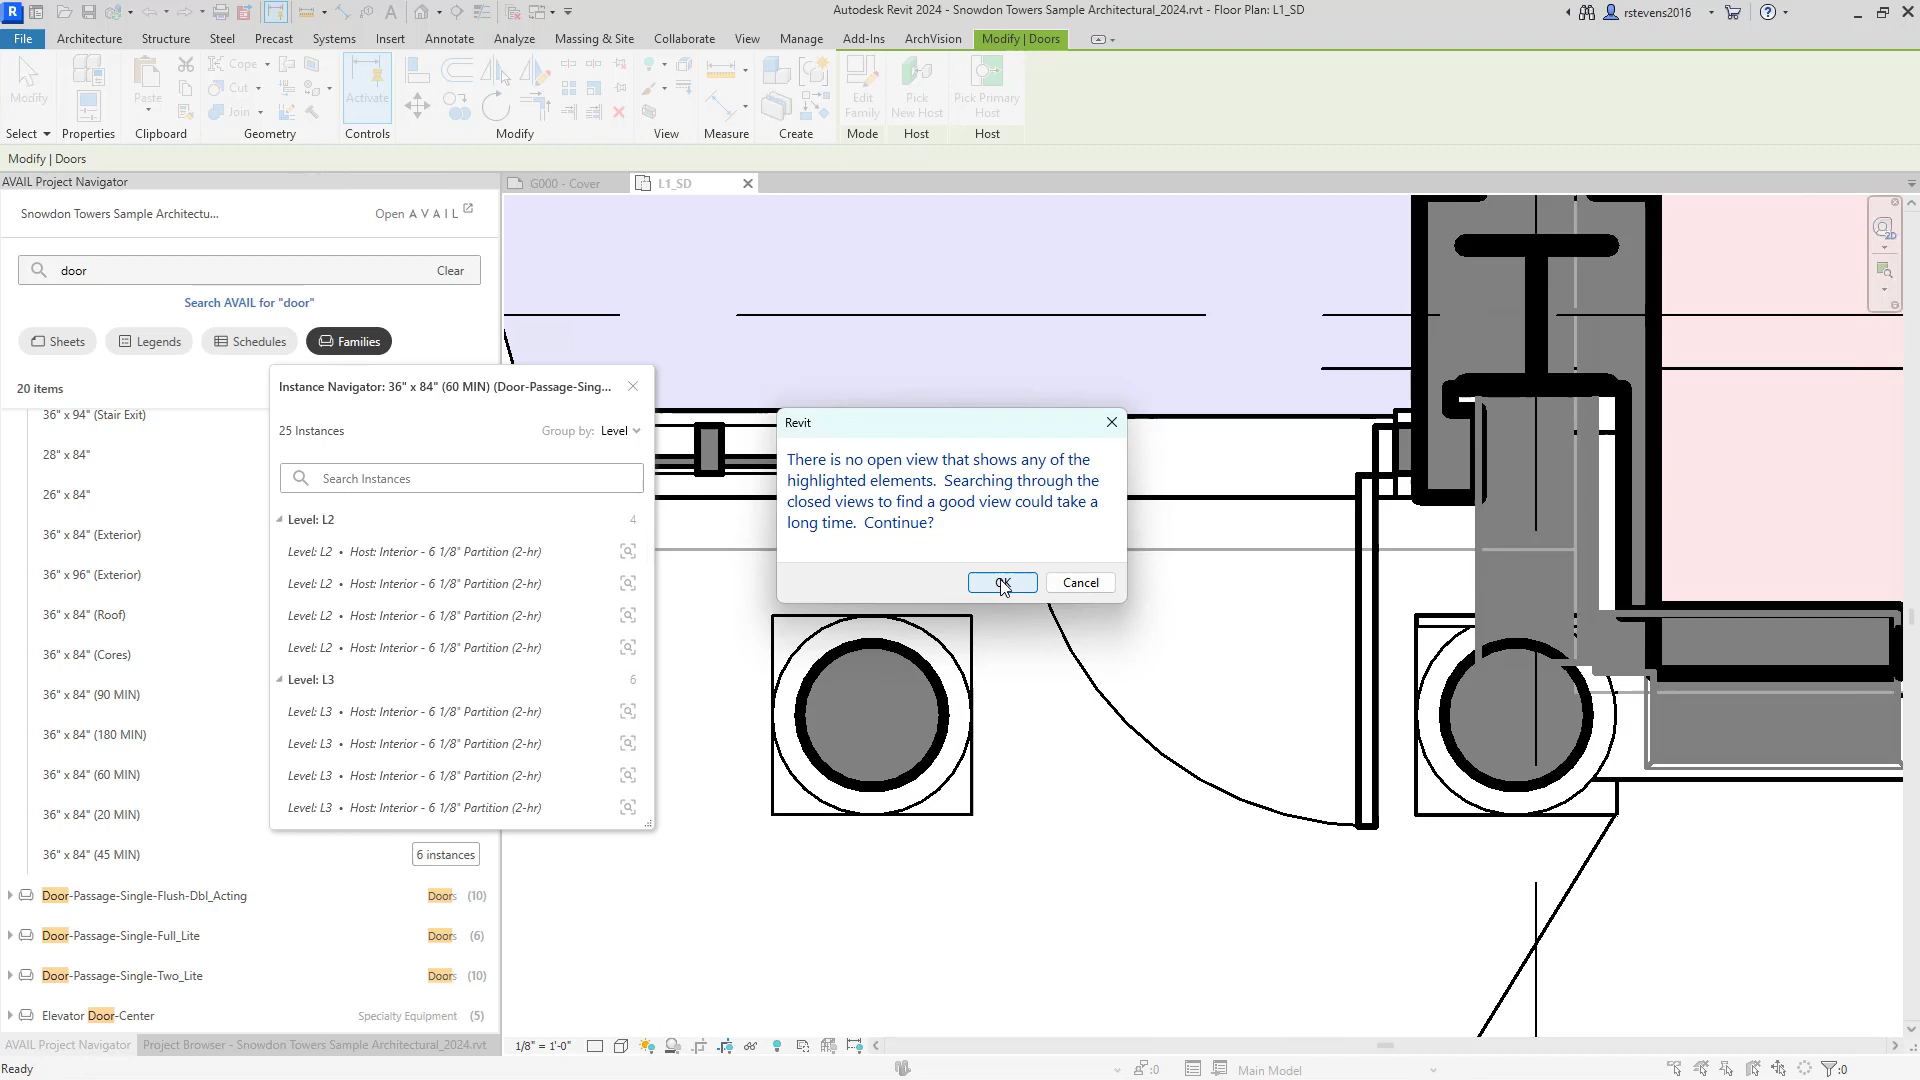 Autodesk Revit 2024 - Snowdon Towers Sample Architectural_2024.rvt - Floor Plan: L1_SD
rstevens2016
File Architecture Structure Steel Precast Systems Insert Annotate Analyze Massing & Site Collaborate View Manage Add-Ins ArchVision Modify | Doors
Modify
Paste
Cope
Cut
Join
Activate
Edit Family
Pick New Host
Pick Primary Host
Select Properties Clipboard Geometry Controls Modify View Measure Create Mode Host Host
Modify | Doors
AVAIL Project Navigator
G000 - Cover
L1_SD
Snowdon Towers Sample Architectu...
Open AVAIL
door
Clear
Search AVAIL for "door"
Sheets Legends Schedules Families
20 items
36" x 94" (Stair Exit)
28" x 84"
26" x 84"
36" x 84" (Exterior)
36" x 96" (Exterior)
36" x 84" (Roof)
36" x 84" (Cores)
36" x 84" (90 MIN)
36" x 84" (180 MIN)
36" x 84" (60 MIN)
36" x 84" (20 MIN)
36" x 84" (45 MIN) 6 instances
Door-Passage-Single-Flush-Dbl_Acting Doors (10)
Door-Passage-Single-Full_Lite Doors (6)
Door-Passage-Single-Two_Lite Doors (10)
Elevator Door-Center Specialty Equipment (5)
Instance Navigator: 36" x 84" (60 MIN) (Door-Passage-Sing...
25 Instances
Group by: Level
Search Instances
Level: L2 4
Level: L2 • Host: Interior - 6 1/8" Partition (2-hr)
Level: L2 • Host: Interior - 6 1/8" Partition (2-hr)
Level: L2 • Host: Interior - 6 1/8" Partition (2-hr)
Level: L2 • Host: Interior - 6 1/8" Partition (2-hr)
Level: L3 6
Level: L3 • Host: Interior - 6 1/8" Partition (2-hr)
Level: L3 • Host: Interior - 6 1/8" Partition (2-hr)
Level: L3 • Host: Interior - 6 1/8" Partition (2-hr)
Level: L3 • Host: Interior - 6 1/8" Partition (2-hr)
Revit
There is no open view that shows any of the
highlighted elements. Searching through the
closed views to find a good view could take a
long time. Continue?
OK
Cancel
2D
AVAIL Project Navigator
Project Browser - Snowdon Towers Sample Architectural_2024.rvt
1/8" = 1'-0"
Ready
:0
Main Model
:0